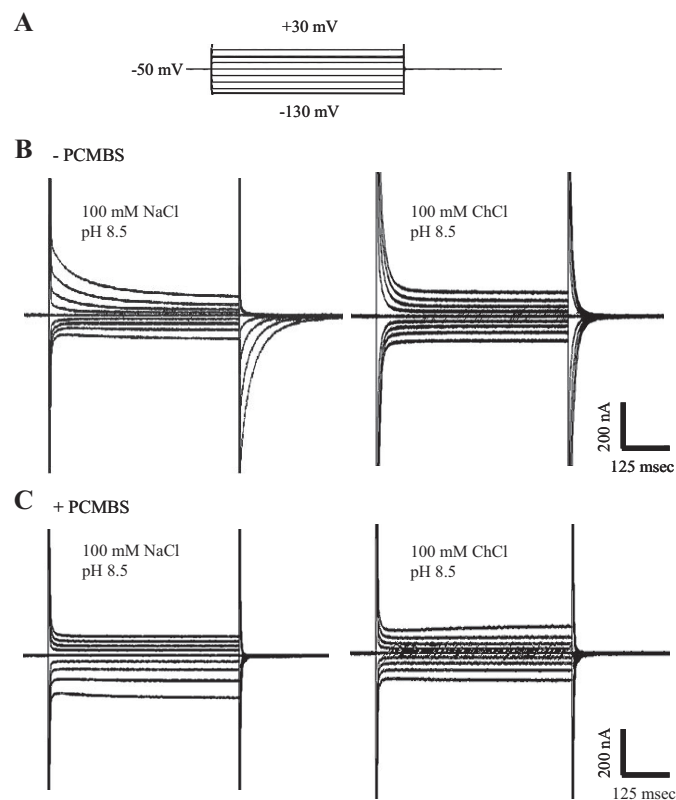 A
+30 mV
-50 mV
-130 mV
B
- PCMBS
100 mM NaCl
pH 8.5
100 mM ChCl
pH 8.5
200 nA
125 msec
C
+ PCMBS
100 mM NaCl
pH 8.5
100 mM ChCl
pH 8.5
200 nA
125 msec